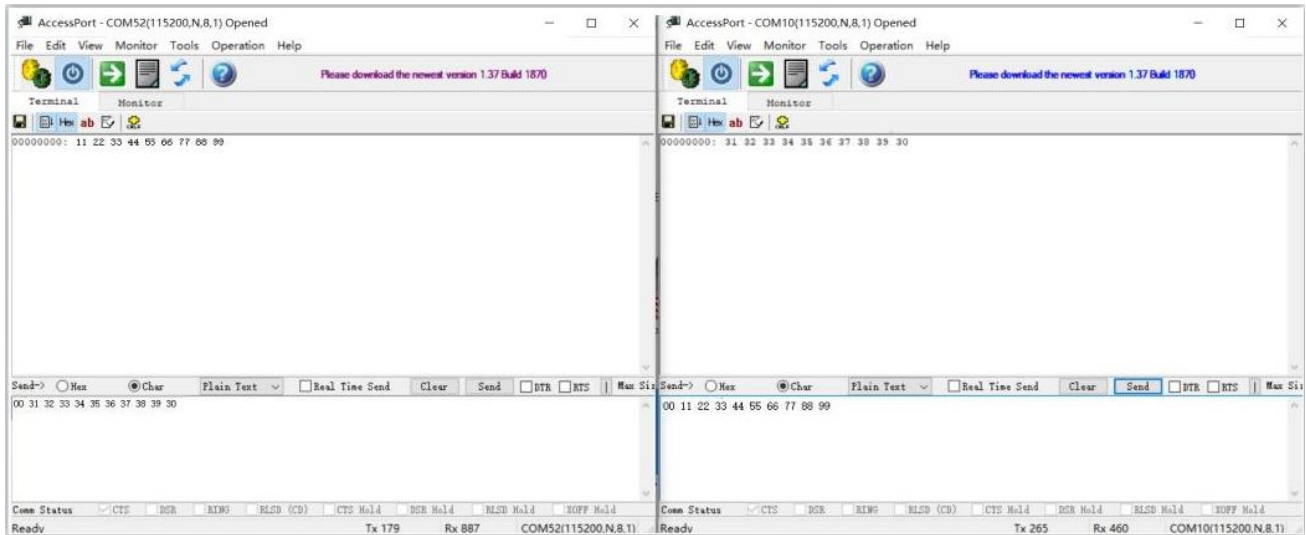 AccessPort - COM52(115200,N,8,1) Opened
File Edit View Monitor Tools Operation Help
Please download the newest version 1.37 Build 1870
Terminal Monitor
Hex ab
00000000: 11 22 33 44 55 66 77 88 99
Send-> Hex Char Plain Text Real Time Send Clear Send DTR RTS | Max Si
00 31 32 33 34 35 36 37 38 39 30
Comm Status CTS DSR RING RLSD (CD) CTS Hold DSR Hold RLSD Hold XOFF Hold
Ready Tx 179 Rx 887 COM52(115200,N,8,1)
AccessPort - COM10(115200,N,8,1) Opened
File Edit View Monitor Tools Operation Help
Please download the newest version 1.37 Build 1870
Terminal Monitor
Hex ab
00000000: 31 32 33 34 35 36 37 38 39 30
Send-> Hex Char Plain Text Real Time Send Clear Send DTR RTS | Max Si
00 11 22 33 44 55 66 77 88 99
Comm Status CTS DSR RING RLSD (CD) CTS Hold DSR Hold RLSD Hold XOFF Hold
Ready Tx 265 Rx 460 COM10(115200,N,8,1)